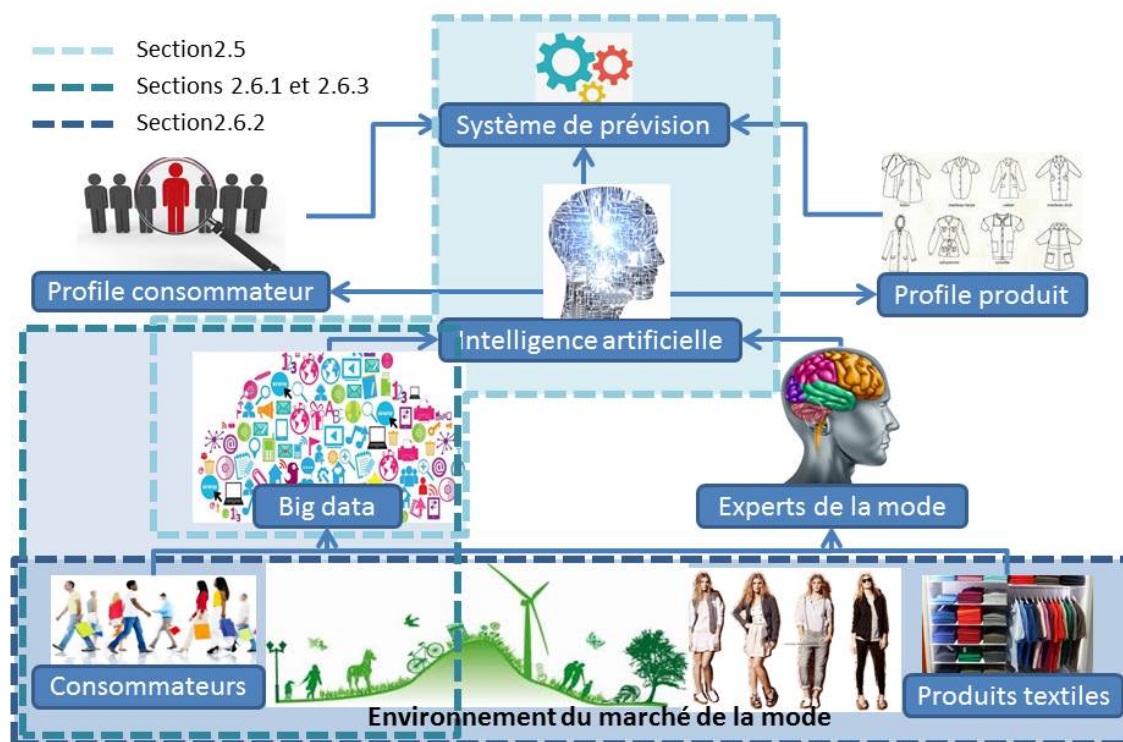 Section2.5
Sections 2.6.1 et 2.6.3
Section2.6.2
Système de prévision
Profile consommateur
Profile produit
Intelligence artificielle
Big data
Experts de la mode
Consommateurs
Produits textiles
Environnement du marché de la mode